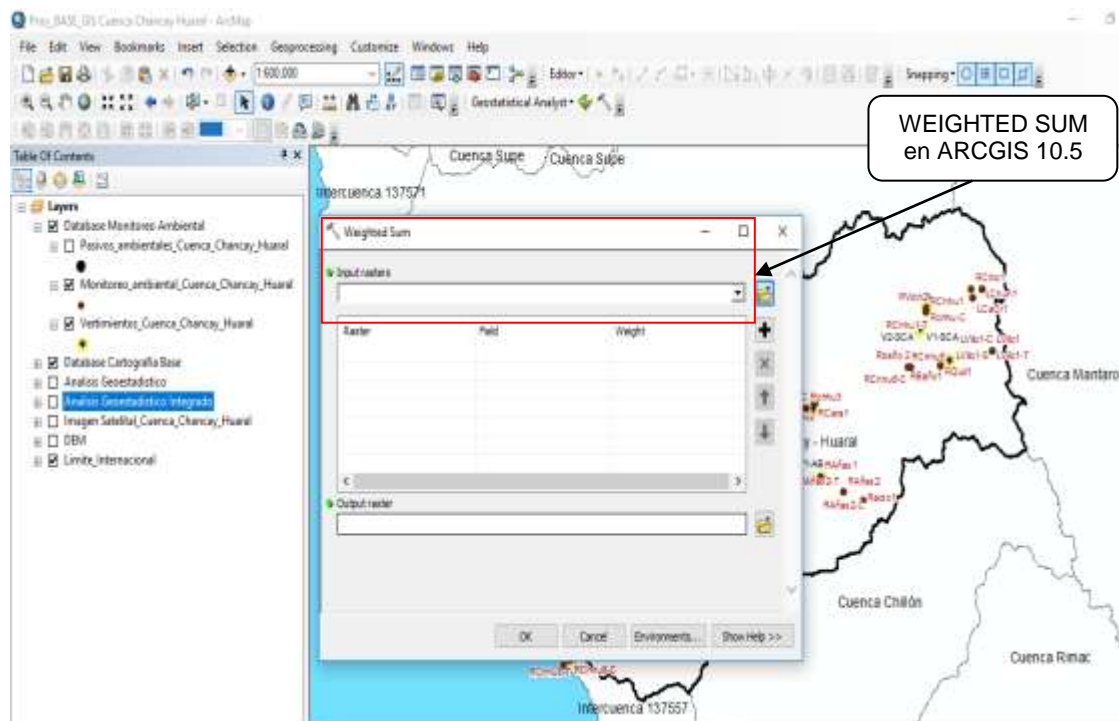 Proy_BASE_GIS Cuenca Chancay Huaral - ArcMap
File Edit View Bookmarks Insert Selection Geoprocessing Customize Windows Help
1:600,000
Editor
Snapping
Geostatistical Analyst
Table Of Contents
Layers
Database Monitoreo Ambiental
Pasivos_ambientales_Cuenca_Chancay_Huaral
Monitoreo_ambiental_Cuenca_Chancay_Huaral
Vertimientos_Cuenca_Chancay_Huaral
Database Cartografia Base
Analisis Geoestadistico
Analisis Geoestadistico Integrado
Imagen Satelital_Cuenca_Chancay_Huaral
DEM
Limite_Internacional
WEIGHTED SUM
en ARCGIS 10.5
Cuenca Supe
Cuenca Supe
Intercuenca 137571
Weighted Sum
Input rasters
Raster Field Weight
Output raster
OK Cancel Environments... Show Help >>
Cuenca Mantaro
- Huaral
Cuenca Chillón
Cuenca Rimac
Intercuenca 137557